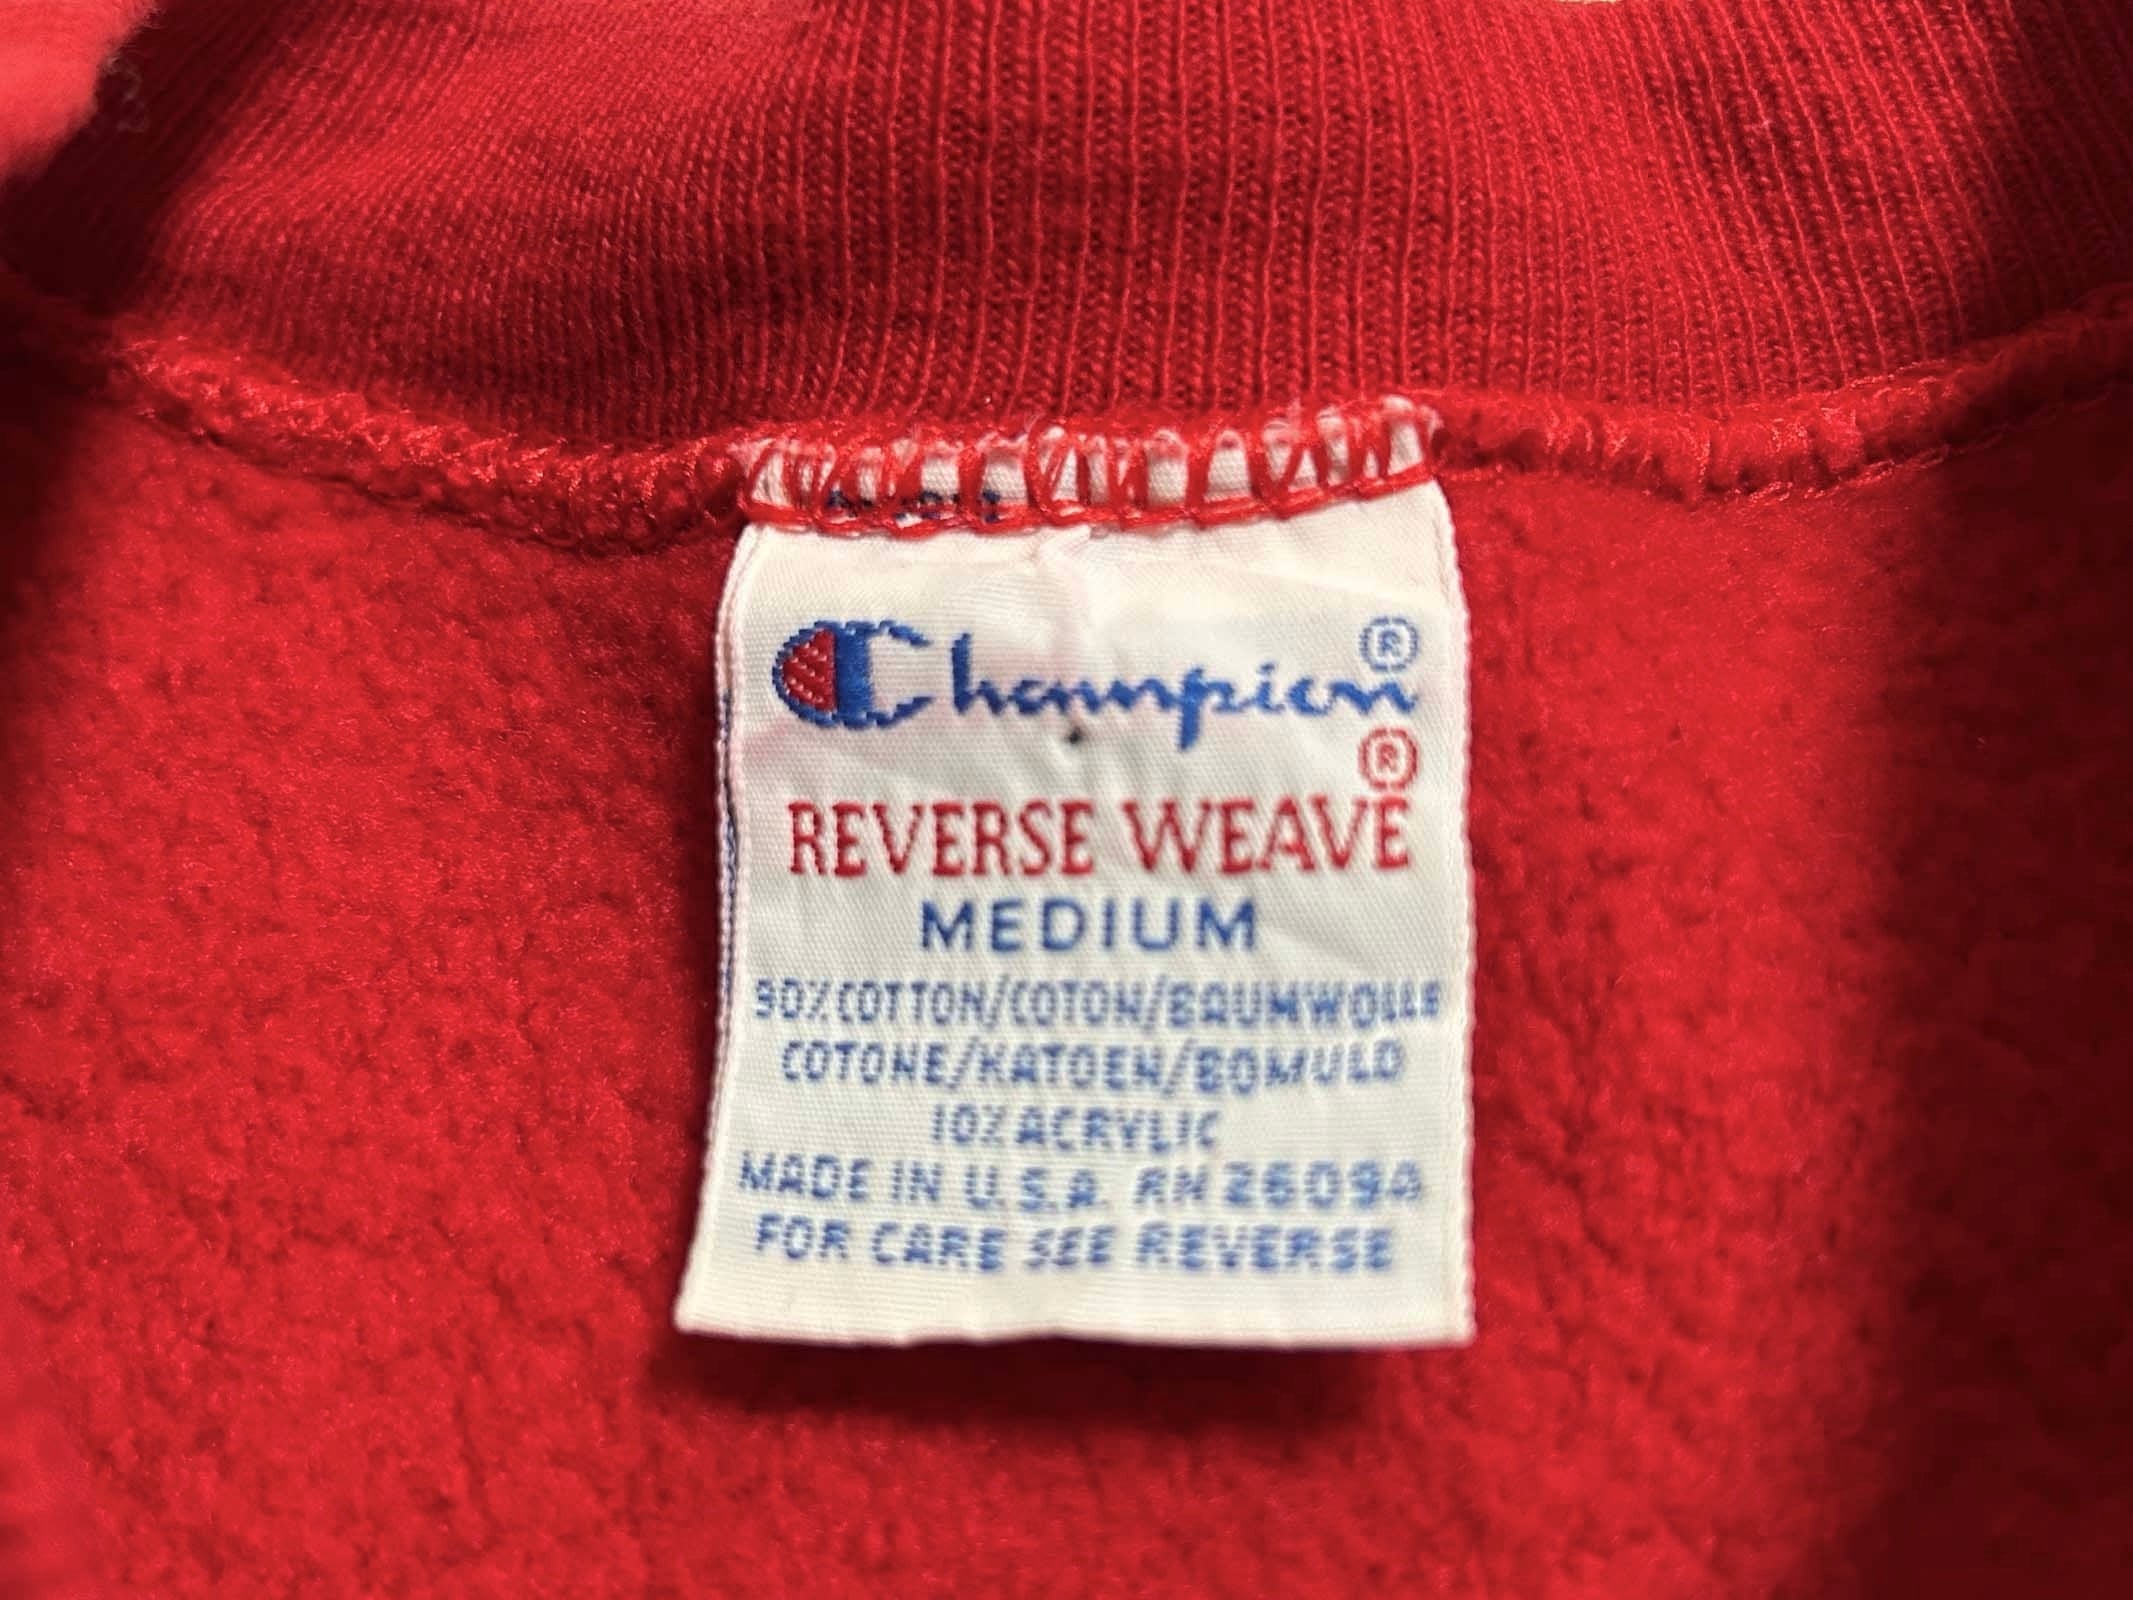 Champion®
®
REVERSE WEAVE
MEDIUM
90% COTTON/COTON/BAUMWOLLE
COTONE/KATOEN/BOMULD
10% ACRYLIC
MADE IN U.S.A. RN 26094
FOR CARE SEE REVERSE